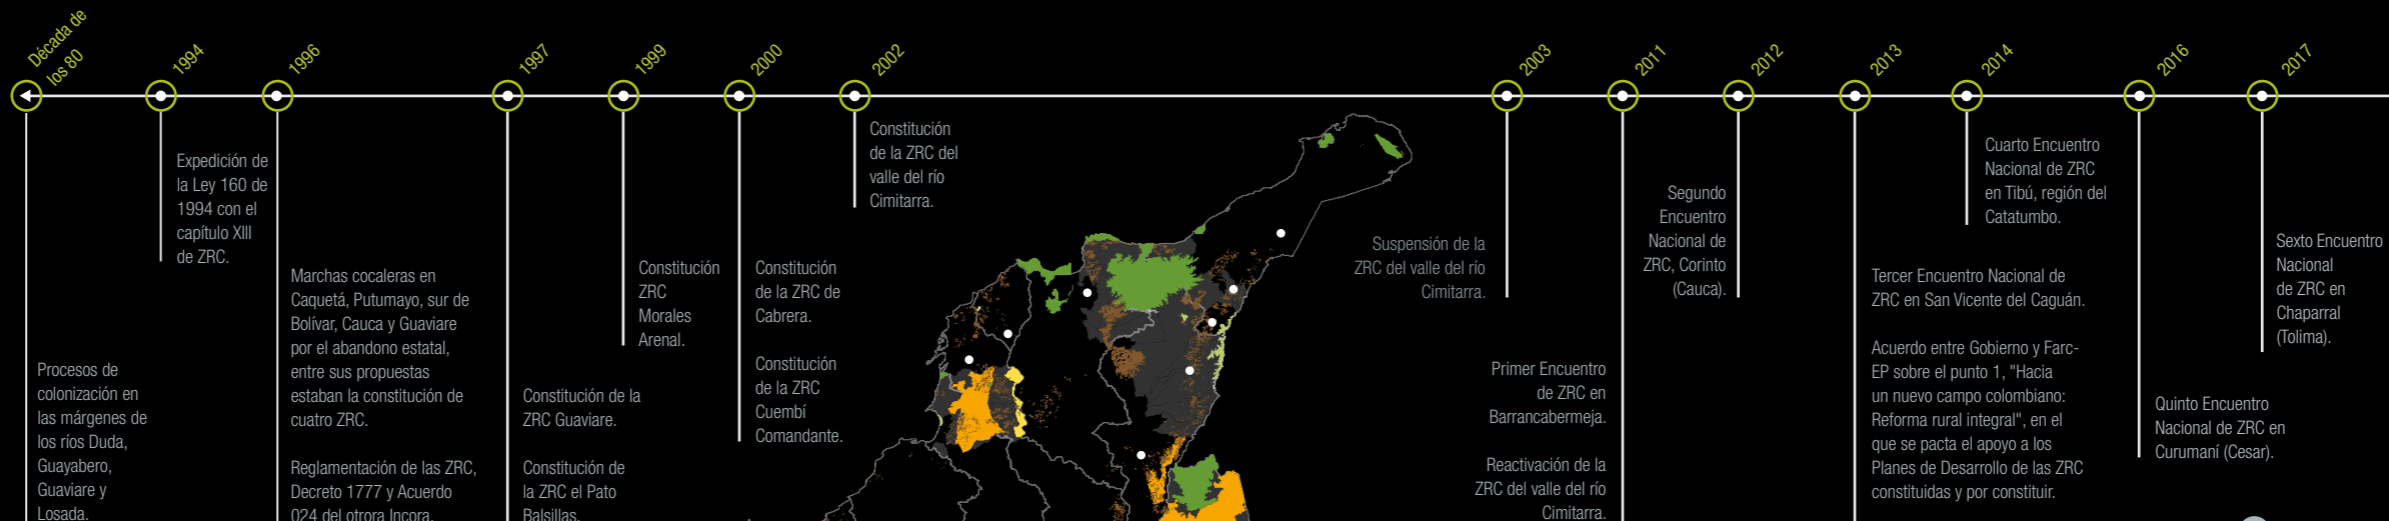 Década de
los 80
1994
1996
1997
1999
2000
2002
2003
2011
2012
2013
2014
2016
2017
Procesos de
colonización en
las márgenes de
los ríos Duda,
Guayabero,
Guaviare y
Losada.
Expedición de
la Ley 160 de
1994 con el
capítulo XIII
de ZRC.
Marchas cocaleras en
Caquetá, Putumayo, sur de
Bolívar, Cauca y Guaviare
por el abandono estatal,
entre sus propuestas
estaban la constitución de
cuatro ZRC.
Reglamentación de las ZRC,
Decreto 1777 y Acuerdo
024 del otrora Incora.
Constitución de la
ZRC Guaviare.
Constitución de
la ZRC el Pato
Balsillas.
Constitución
ZRC
Morales
Arenal.
Constitución
de la ZRC de
Cabrera.
Constitución
de la ZRC
Cuembí
Comandante.
Constitución
de la ZRC del
valle del río
Cimitarra.
Suspensión de la
ZRC del valle del río
Cimitarra.
Primer Encuentro
de ZRC en
Barrancabermeja.
Reactivación de la
ZRC del valle del río
Cimitarra.
Segundo
Encuentro
Nacional de
ZRC, Corinto
(Cauca).
Tercer Encuentro Nacional de
ZRC en San Vicente del Caguán.
Acuerdo entre Gobierno y Farc-
EP sobre el punto 1, "Hacia
un nuevo campo colombiano:
Reforma rural integral", en el
que se pacta el apoyo a los
Planes de Desarrollo de las ZRC
constituidas y por constituir.
Cuarto Encuentro
Nacional de ZRC
en Tibú, región del
Catatumbo.
Quinto Encuentro
Nacional de ZRC en
Curumaní (Cesar).
Sexto Encuentro
Nacional
de ZRC en
Chaparral
(Tolima).